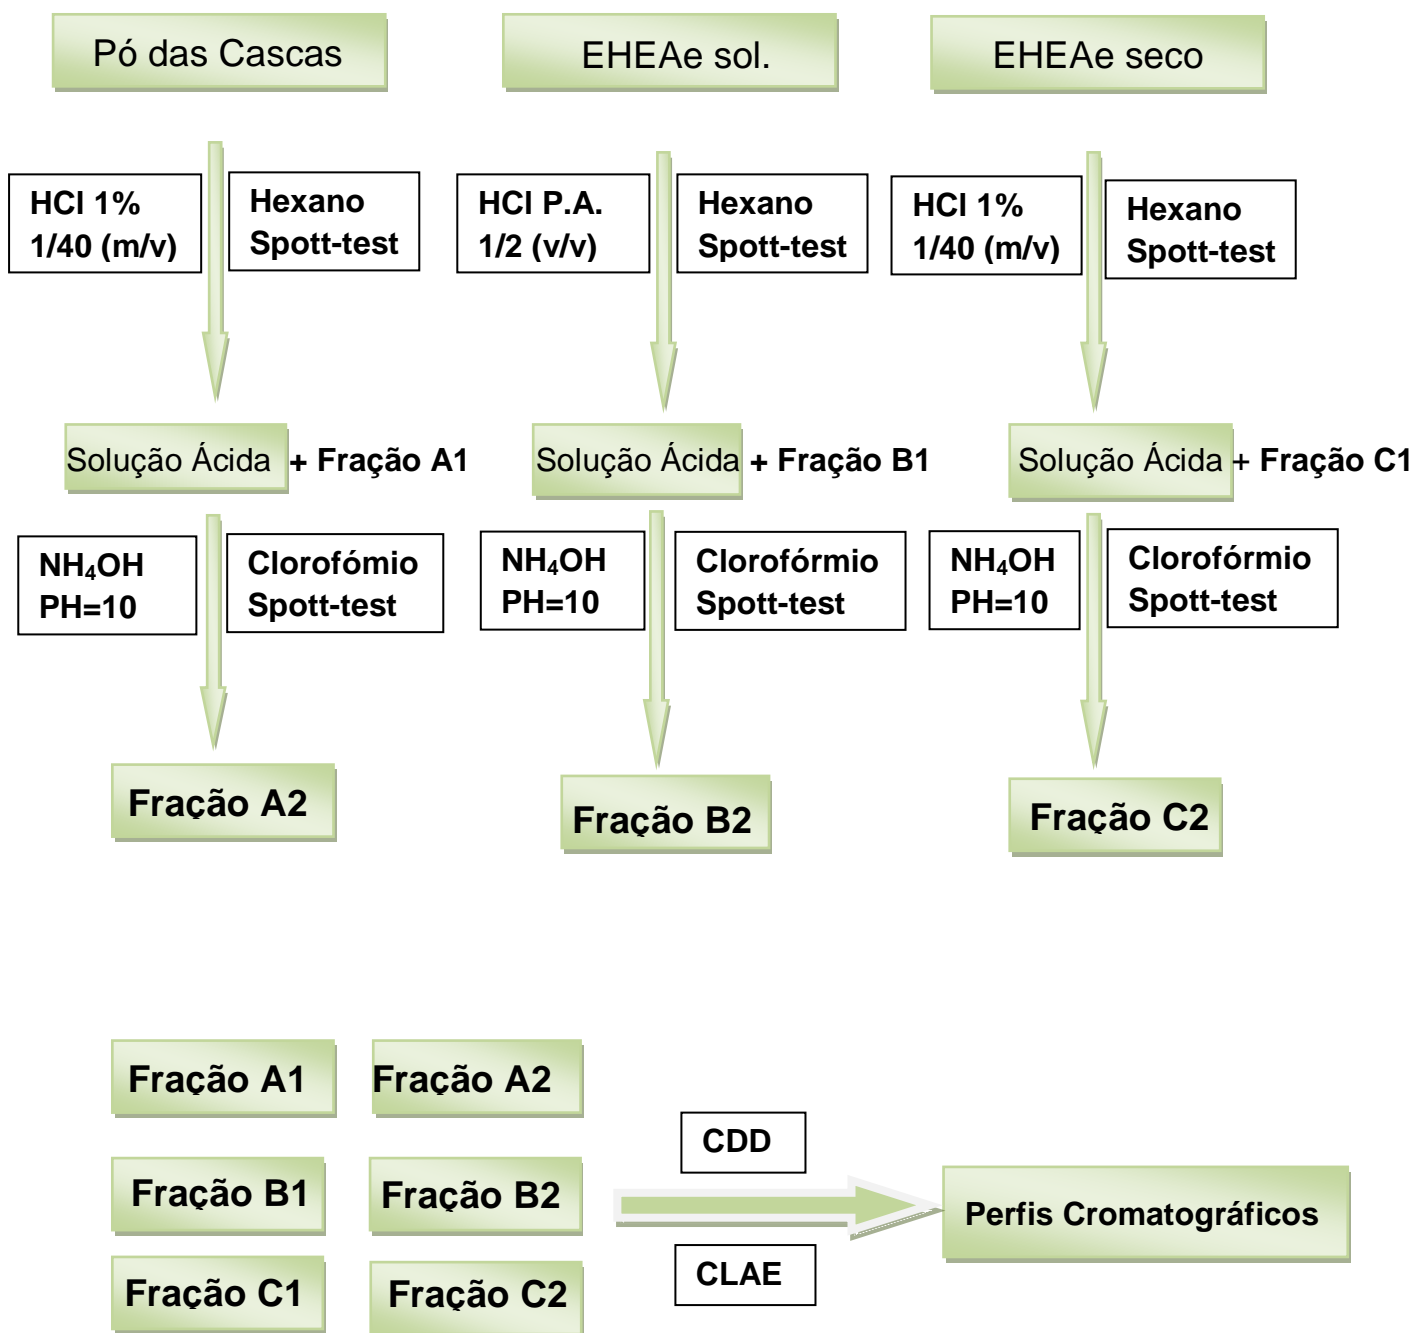 Pó das Cascas
EHEAe sol.
EHEAe seco
HCl 1%
1/40 (m/v)
Hexano
Spott-test
HCl P.A.
1/2 (v/v)
Hexano
Spott-test
HCl 1%
1/40 (m/v)
Hexano
Spott-test
Solução Ácida + Fração A1
Solução Ácida + Fração B1
Solução Ácida + Fração C1
NH₄OH
PH=10
Clorofómio
Spott-test
NH₄OH
PH=10
Clorofórmio
Spott-test
NH₄OH
PH=10
Clorofórmio
Spott-test
Fração A2
Fração B2
Fração C2
Fração A1
Fração A2
Fração B1
Fração B2
Fração C1
Fração C2
CDD
CLAE
Perfis Cromatográficos